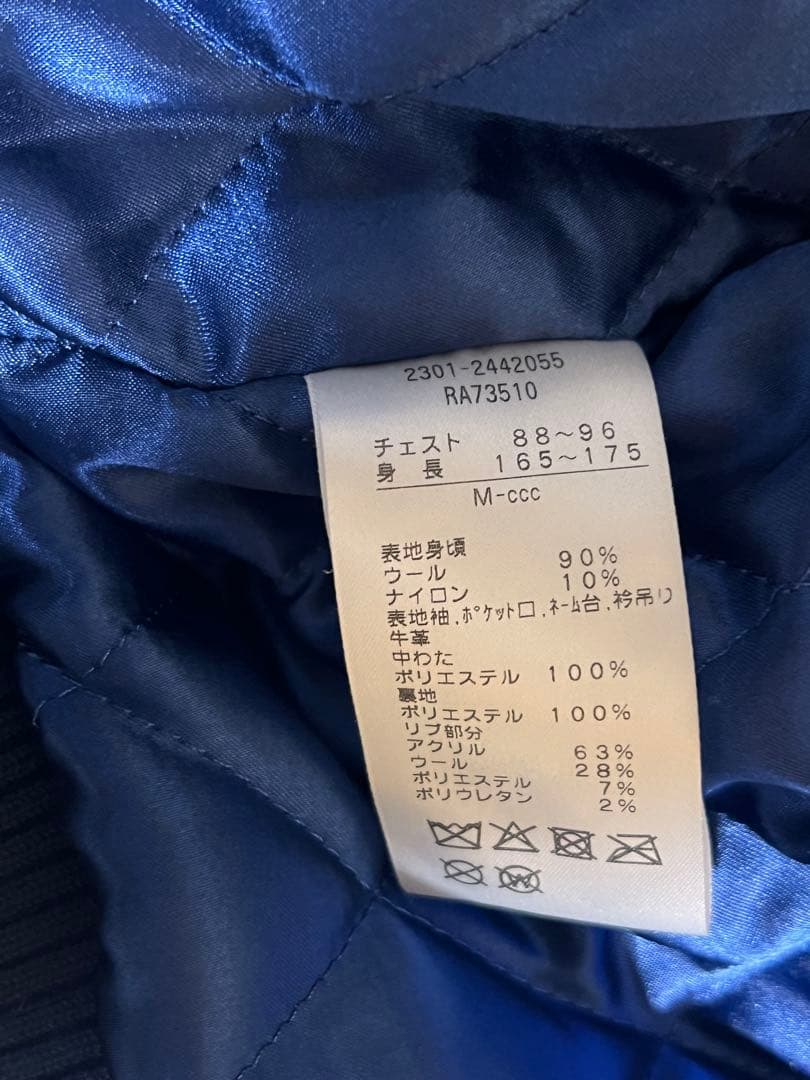 2301-2442055
RA73510
チェスト 88~96
身長 165~175
M-ccc
表地身頃
ウール 90%
ナイロン 10%
表地袖,ﾎﾟｹｯﾄ口,ﾈｰﾑ台,衿吊り
牛革
中わた
ポリエステル 100%
裏地
ポリエステル 100%
リブ部分
アクリル 63%
ウール 28%
ポリエステル 7%
ポリウレタン 2%